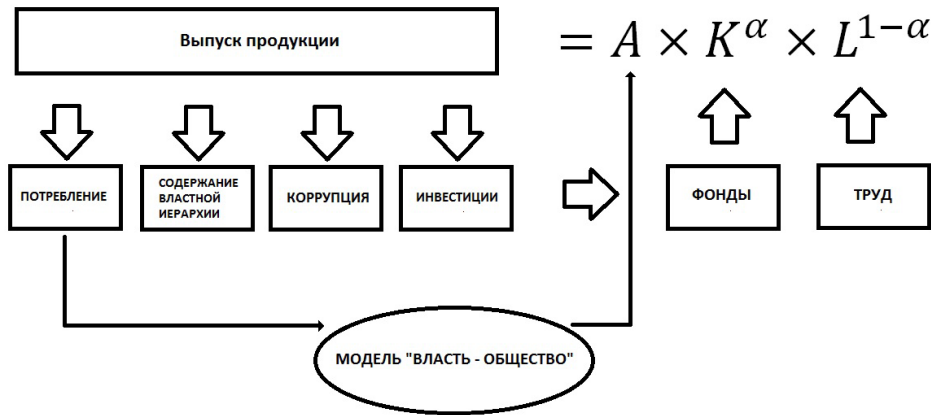 Выпуск продукции
= A × K^α × L^{1−α}
ПОТРЕБЛЕНИЕ
СОДЕРЖАНИЕ
ВЛАСТНОЙ
ИЕРАРХИИ
КОРРУПЦИЯ
ИНВЕСТИЦИИ
ФОНДЫ
ТРУД
МОДЕЛЬ "ВЛАСТЬ - ОБЩЕСТВО"